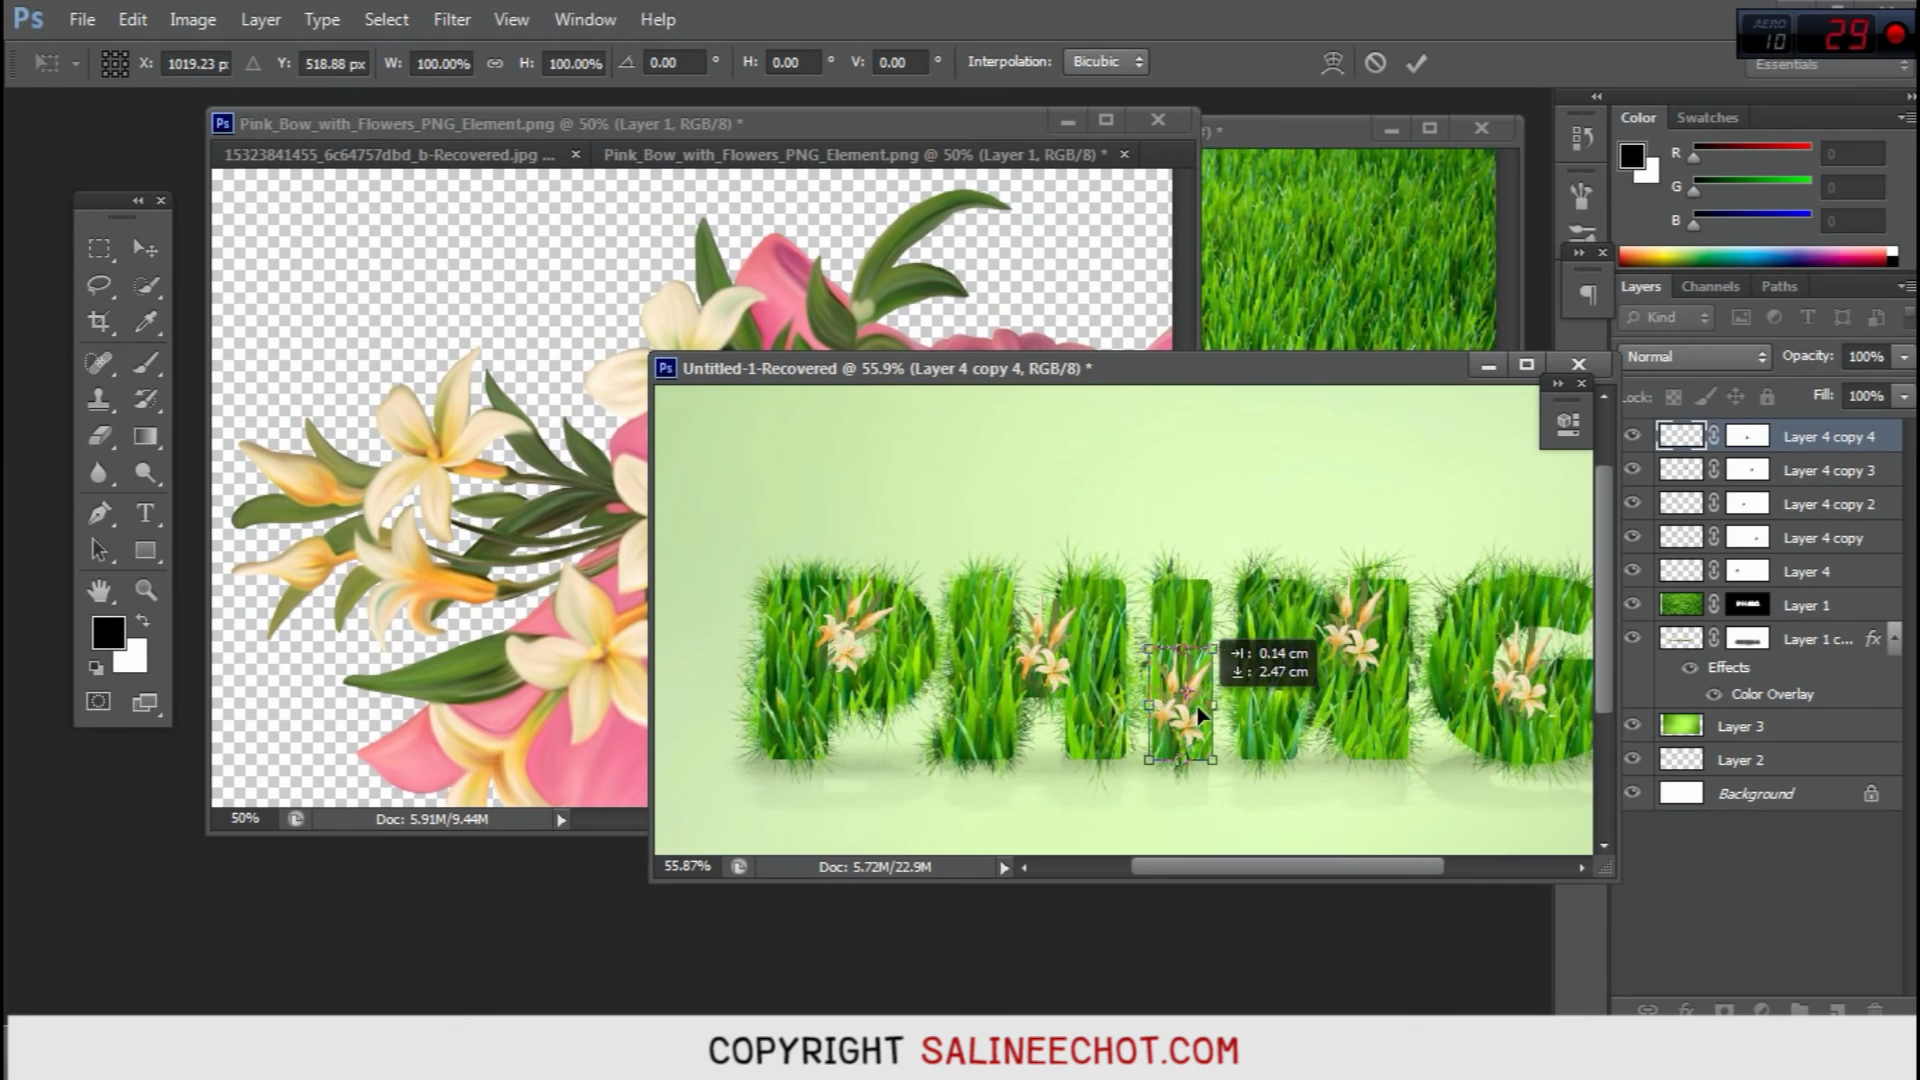 Ps File Edit Image Layer Type Select Filter View Window Help
AERO 10 29
X: 1019.23 p Y: 518.88 px W: 100.00% H: 100.00% 0.00 ° H: 0.00 ° V: 0.00 ° Interpolation: Bicubic
Essentials
Ps Pink_Bow_with_Flowers_PNG_Element.png @ 50% (Layer 1, RGB/8) *
f) *
15323841455_6c64757dbd_b-Recovered.jpg ... × Pink_Bow_with_Flowers_PNG_Element.png @ 50% (Layer 1, RGB/8) * ×
Color Swatches
R 0
G 0
B 0
Layers Channels Paths
Kind
Normal Opacity: 100%
Lock: Fill: 100%
Ps Untitled-1-Recovered @ 55.9% (Layer 4 copy 4, RGB/8) *
PHING
0.14 cm
2.47 cm
Layer 4 copy 4
Layer 4 copy 3
Layer 4 copy 2
Layer 4 copy
Layer 4
Layer 1
Layer 1 c... fx
Effects
Color Overlay
Layer 3
Layer 2
Background
50% Doc: 5.91M/9.44M
55.87% Doc: 5.72M/22.9M
COPYRIGHT SALINEECHOT.COM